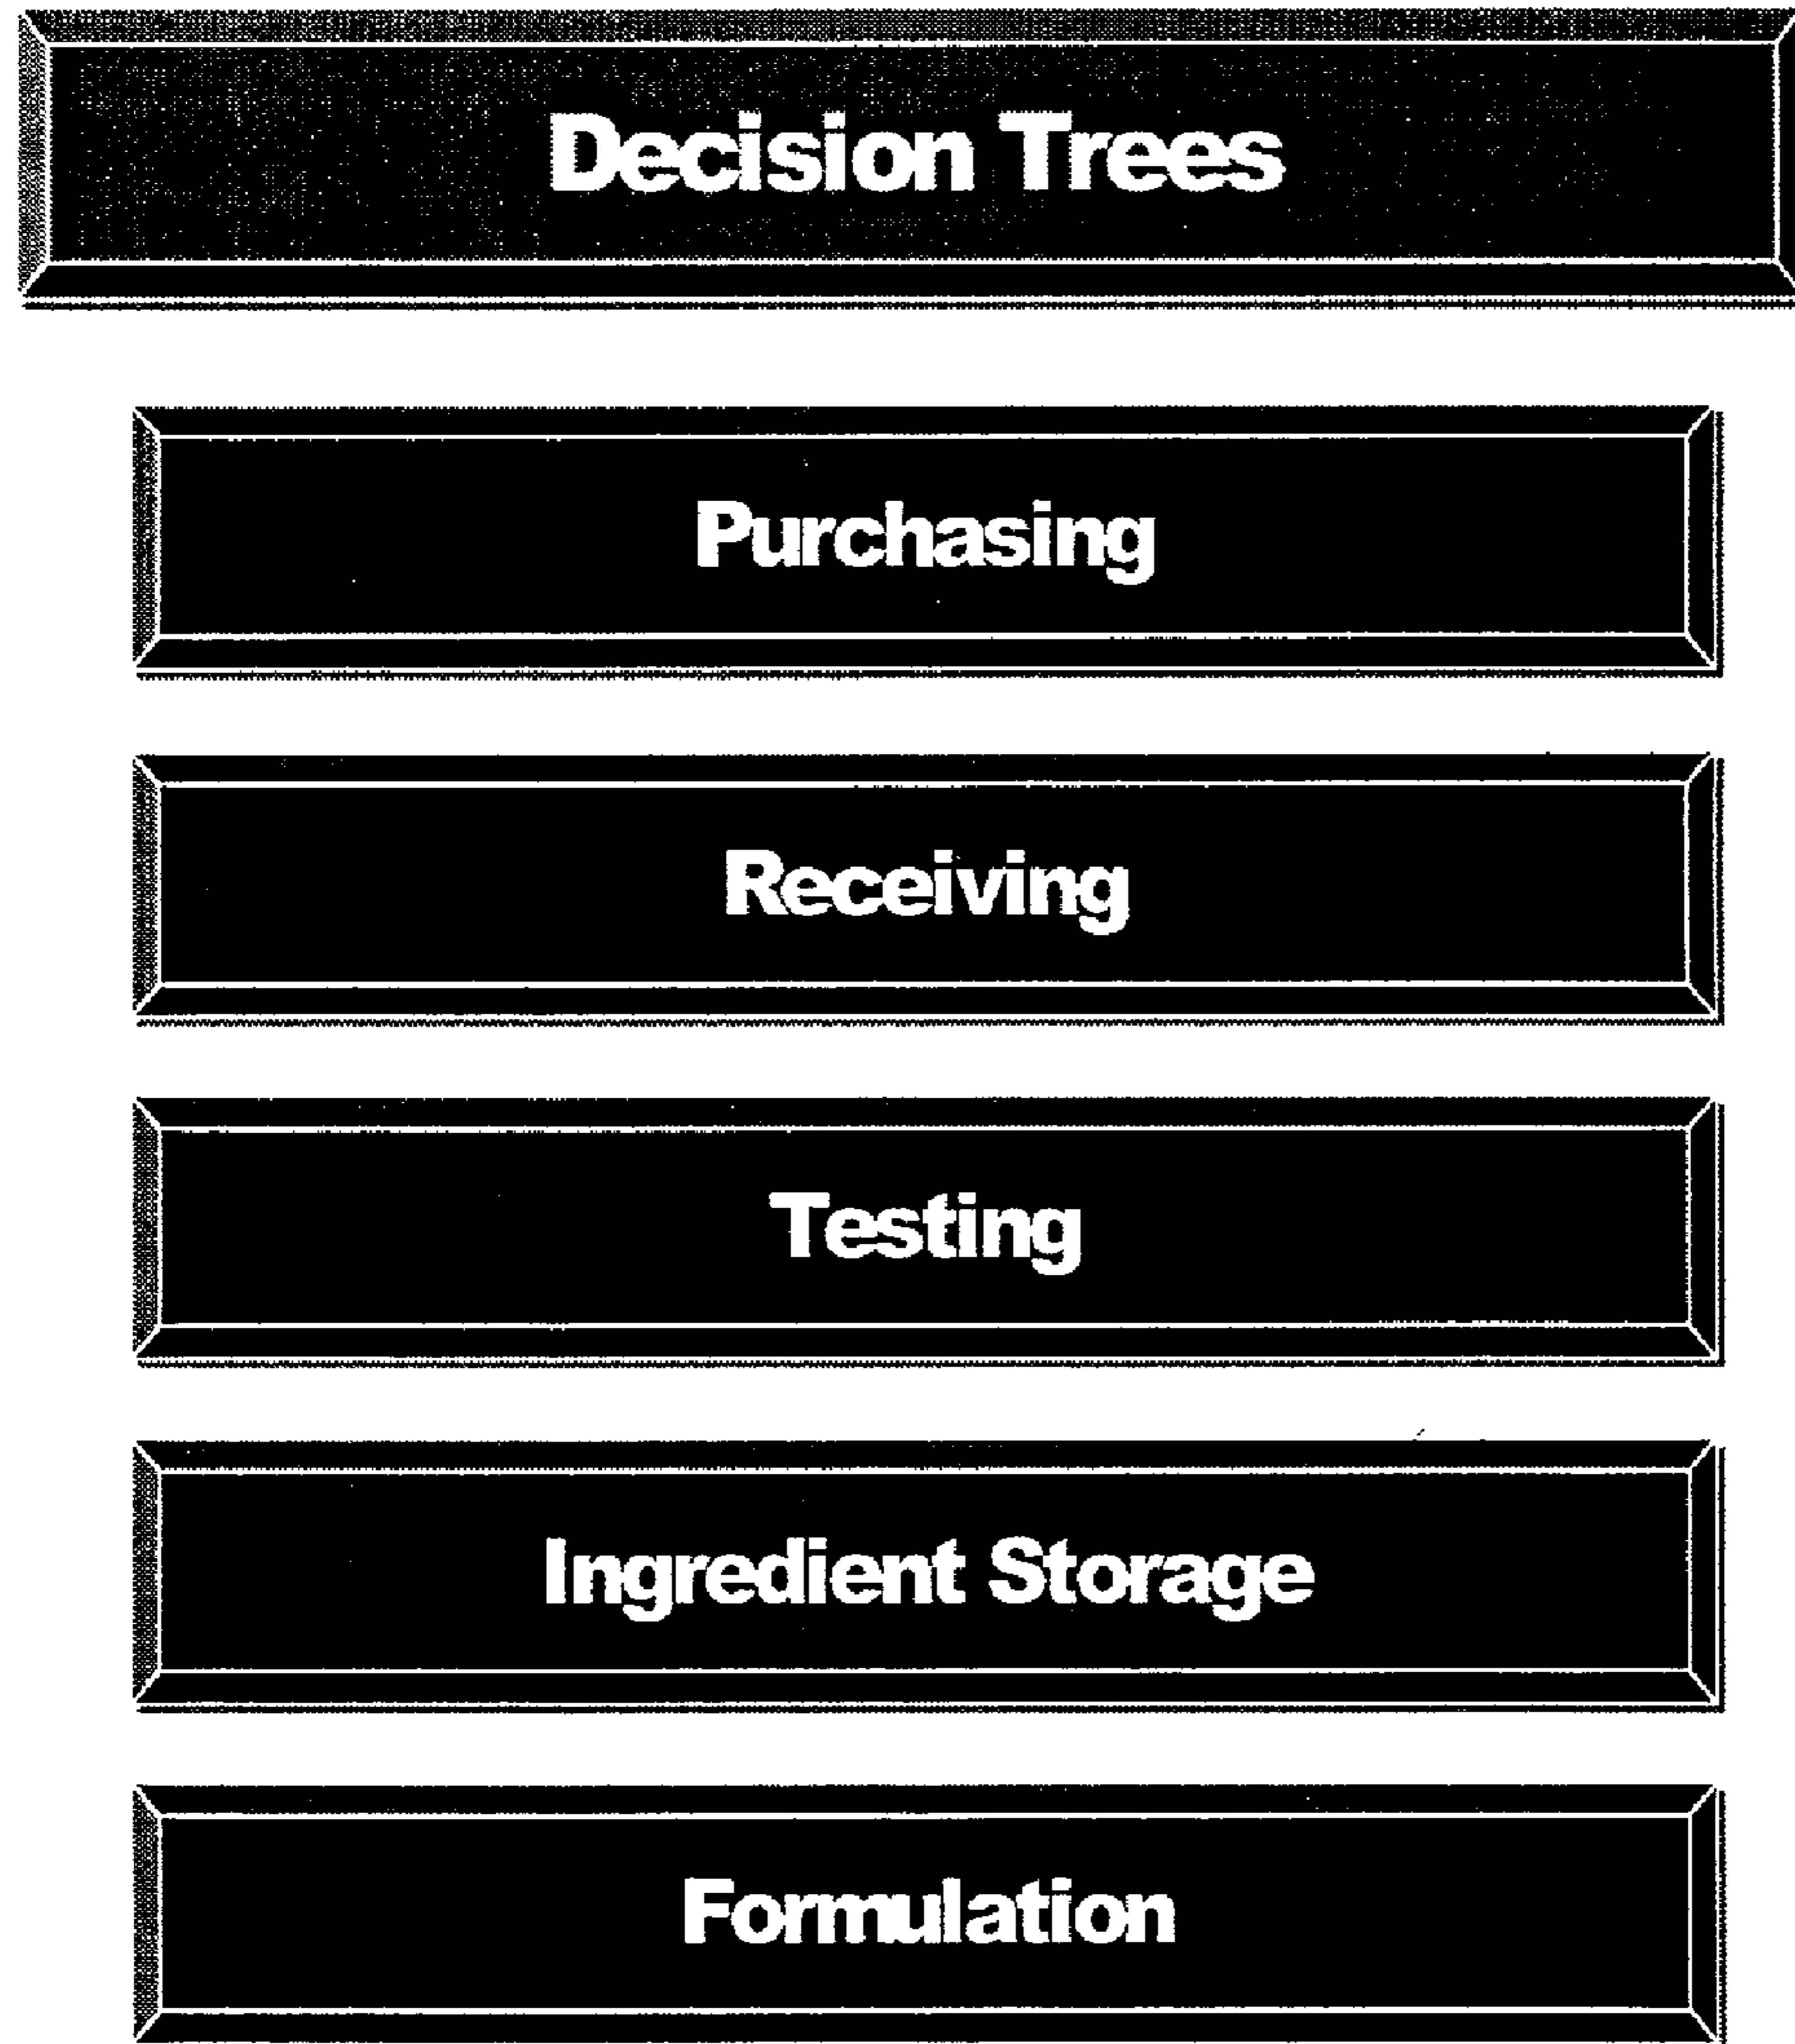 Decision Trees
Purchasing
Receiving
Testing
Ingredient Storage
Formulation